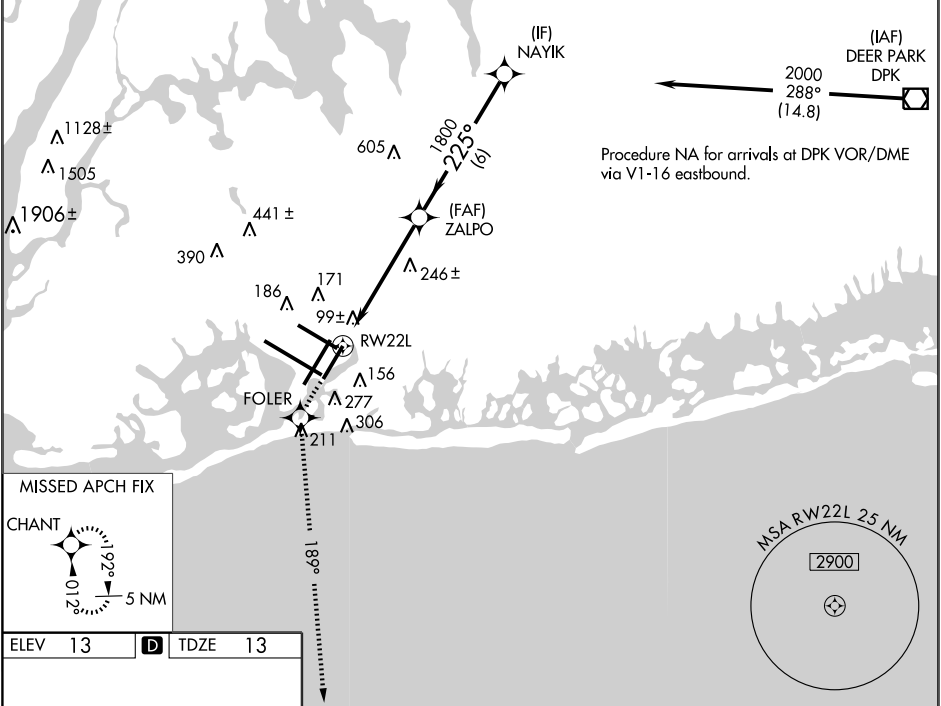 (IF)
NAYIK
(IAF)
DEER PARK
DPK
2000
288°
(14.8)
1128±
1505
605
1800
225°
(6)
Procedure NA for arrivals at DPK VOR/DME
via V1-16 eastbound.
1906±
441±
390
(FAF)
ZALPO
246±
186
171
99±
RW22L
156
FOLER
277
306
211
MISSED APCH FIX
CHANT
192°
012°
5 NM
189°
MSA RW22L 25 NM
2900
ELEV 13
D
TDZE 13